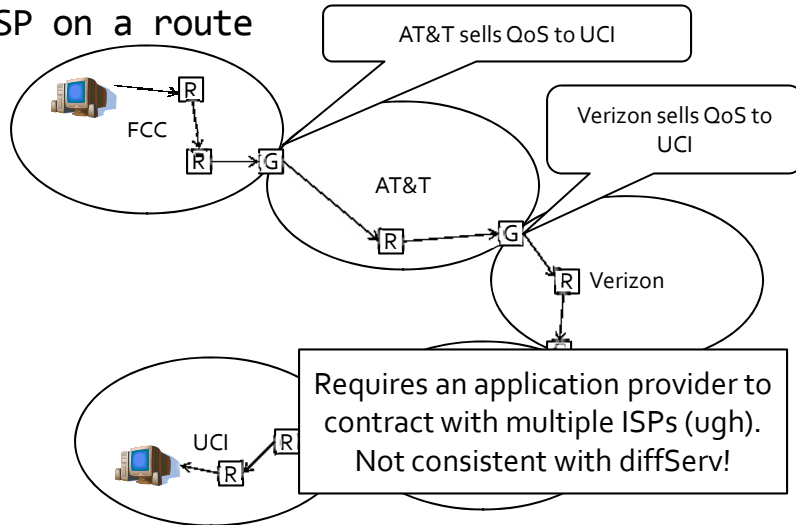 SP on a route
AT&T sells QoS to UCI
Verizon sells QoS to
UCI
R
FCC
R
G
AT&T
R
G
R
Verizon
Requires an application provider to
contract with multiple ISPs (ugh).
Not consistent with diffServ!
UCI
R
R